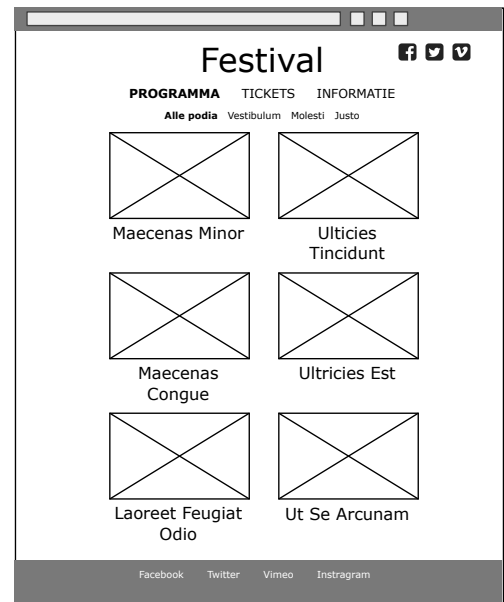 Festival
PROGRAMMA TICKETS INFORMATIE
Alle podia Vestibulum Molesti Justo
Maecenas Minor
Ulticies
Tincidunt
Maecenas
Congue
Ultricies Est
Laoreet Feugiat
Odio
Ut Se Arcunam
Facebook Twitter Vimeo Instragram